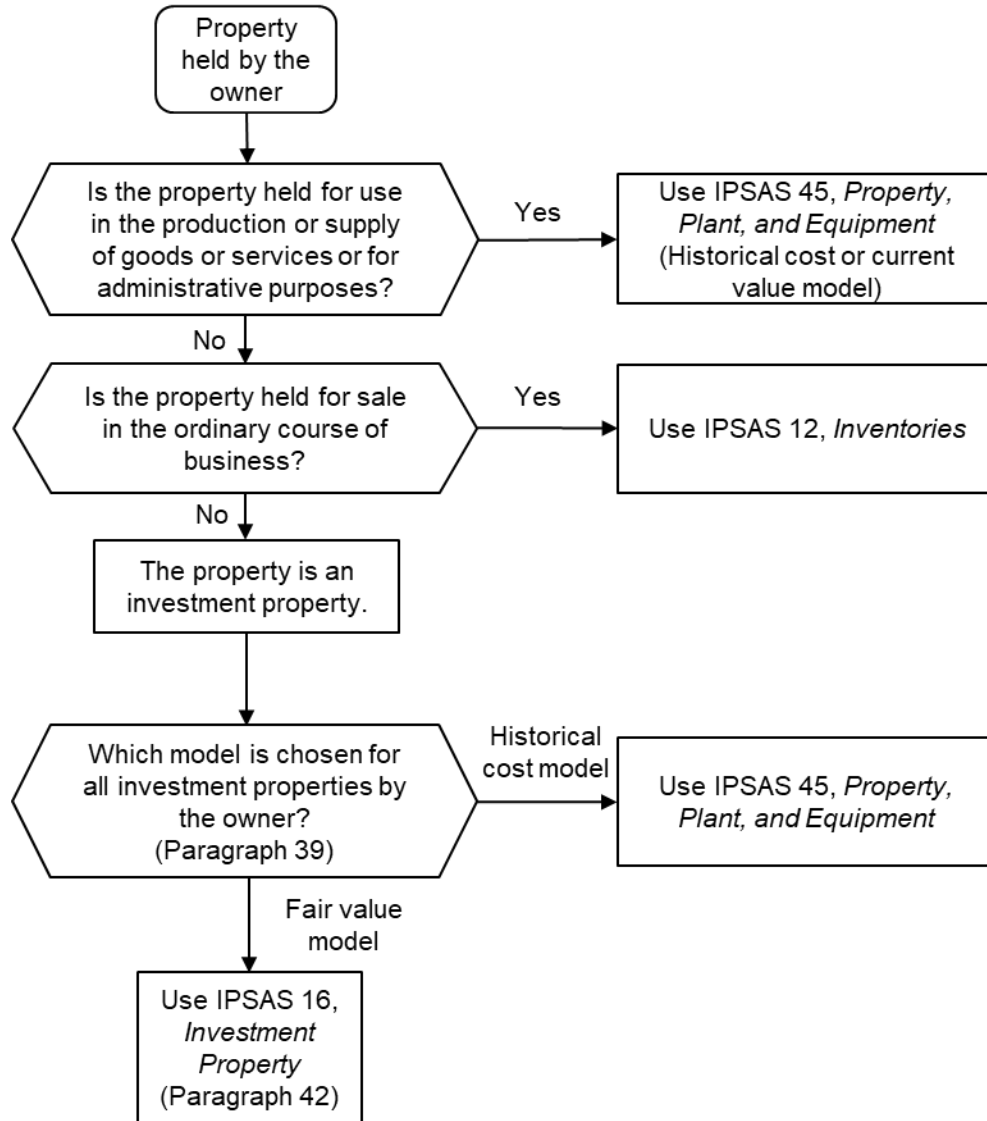 Property
held by the
owner
Is the property held for use
in the production or supply
of goods or services or for
administrative purposes?
Yes
Use IPSAS 45, Property,
Plant, and Equipment
(Historical cost or current
value model)
No
Is the property held for sale
in the ordinary course of
business?
Yes
Use IPSAS 12, Inventories
No
The property is an
investment property.
Which model is chosen for
all investment properties by
the owner?
(Paragraph 39)
Historical
cost model
Use IPSAS 45, Property,
Plant, and Equipment
Fair value
model
Use IPSAS 16,
Investment
Property
(Paragraph 42)